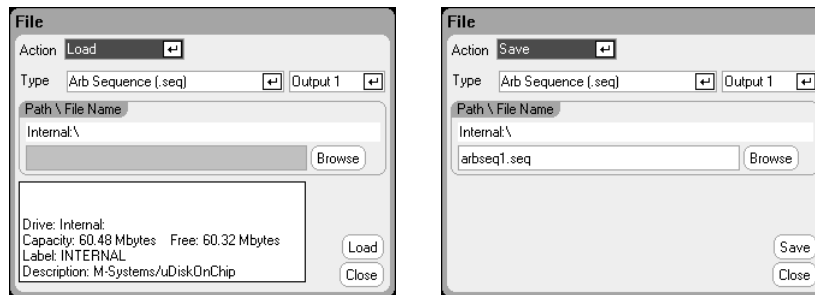 File
Action Load
Type Arb Sequence (.seq) Output 1
Path \ File Name
Internal:\
Browse
Drive: Internal:
Capacity: 60.48 Mbytes Free: 60.32 Mbytes
Label: INTERNAL
Description: M-Systems/uDiskOnChip
Load
Close
File
Action Save
Type Arb Sequence (.seq) Output 1
Path \ File Name
Internal:\
arbseq1.seq Browse
Save
Close